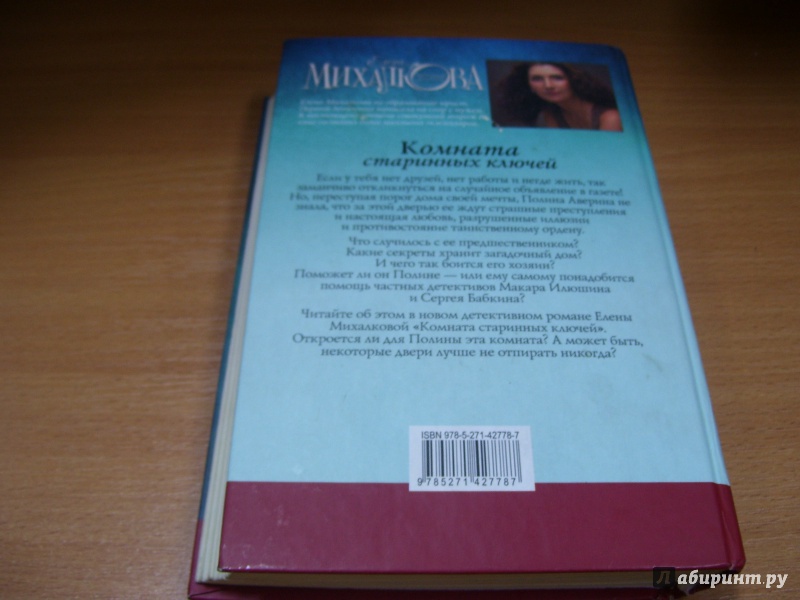 Елена
МИХАЛКОВА
Комната
старинных ключей
Если у тебя нет друзей, нет работы и негде жить, так
заманчиво откликнуться на случайное объявление в газете!
Но, переступая порог дома своей мечты, Полина Аверина не
знала, что за этой дверью ее ждут страшные преступления
и настоящая любовь, разрушенные иллюзии
и противостояние таинственному ордену.
Что случилось с ее предшественником?
Какие секреты хранит загадочный дом?
И чего так боится его хозяин?
Поможет ли он Полине — или ему самому понадобится
помощь частных детективов Макара Илюшина
и Сергея Бабкина?
Читайте об этом в новом детективном романе Елены
Михалковой «Комната старинных ключей».
Откроется ли для Полины эта комната? А может быть,
некоторые двери лучше не отпирать никогда?
ISBN 978-5-271-42778-7
9 785271 427787
Лабиринт.ру